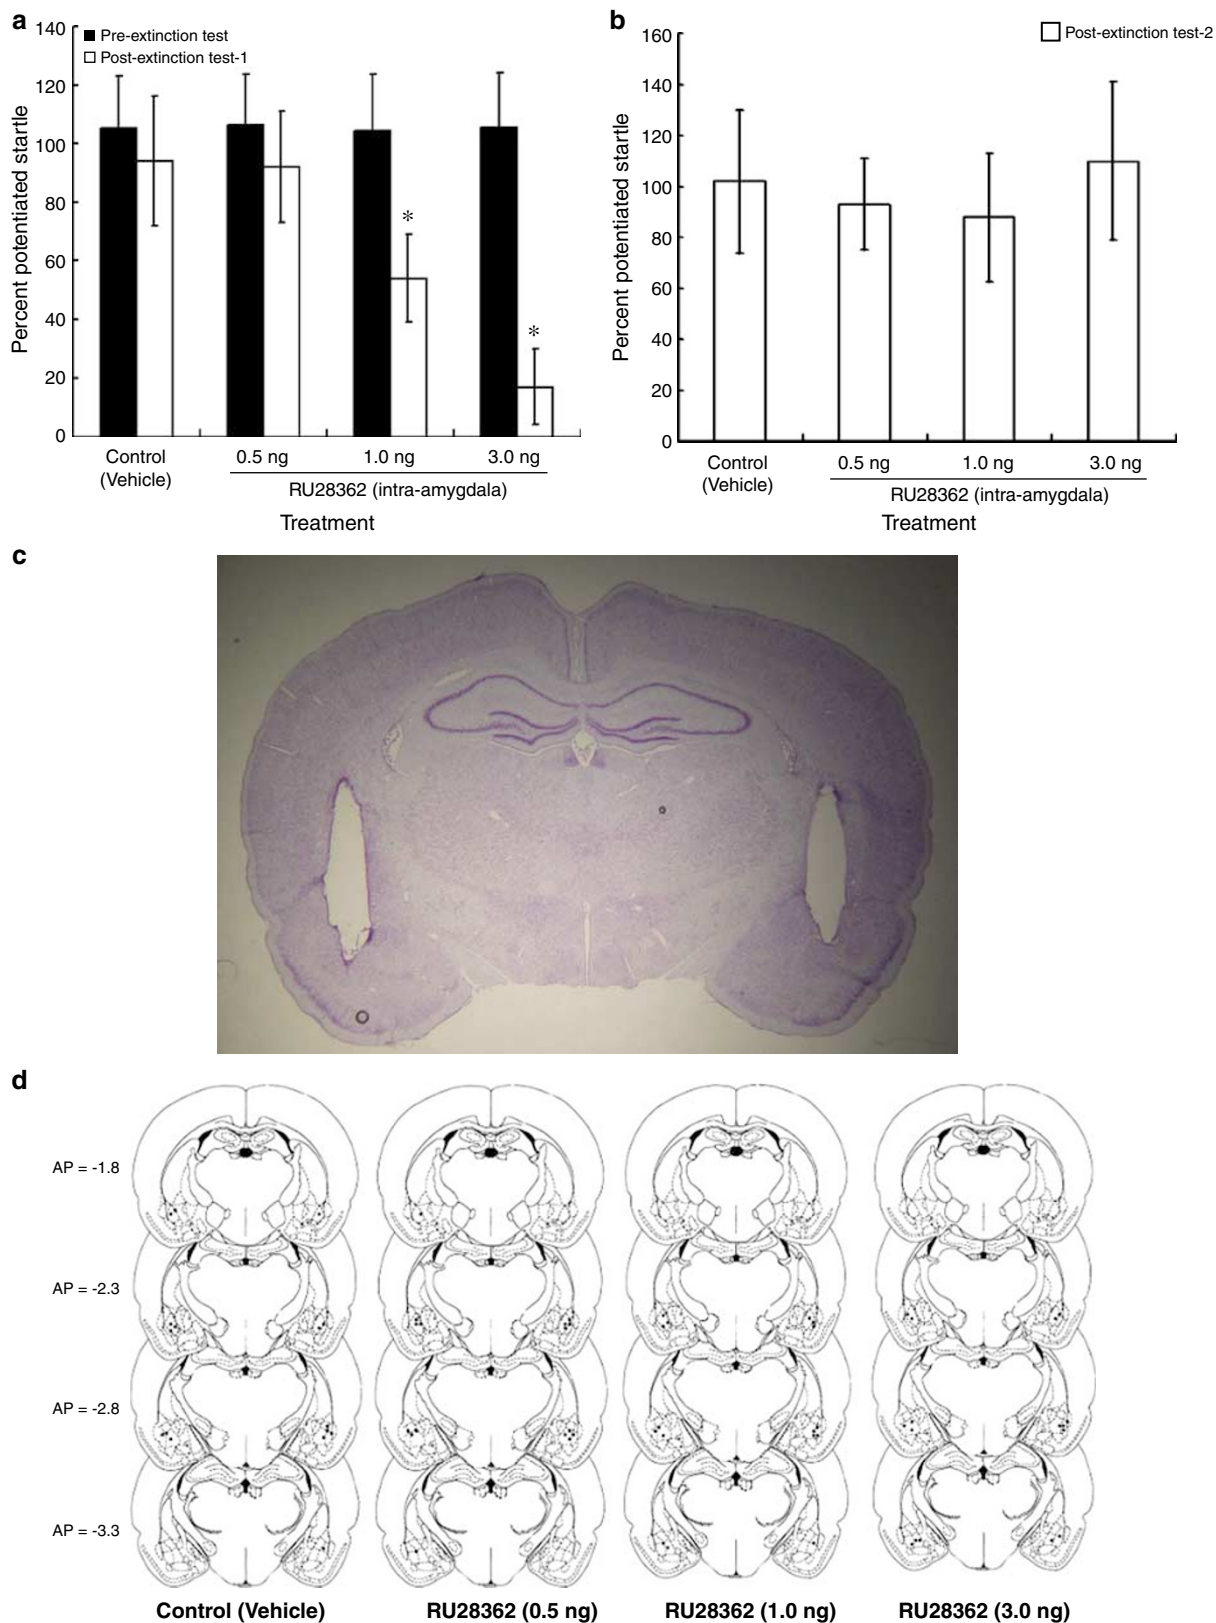 a
140
120
100
80
60
40
20
0
Percent potentiated startle
Pre-extinction test
Post-extinction test-1
*
*
Control
(Vehicle)
0.5 ng
1.0 ng
3.0 ng
RU28362 (intra-amygdala)
Treatment
b
160
140
120
100
80
60
40
20
0
Percent potentiated startle
Post-extinction test-2
Control
(Vehicle)
0.5 ng
1.0 ng
3.0 ng
RU28362 (intra-amygdala)
Treatment
c
d
AP = -1.8
AP = -2.3
AP = -2.8
AP = -3.3
Control (Vehicle)
RU28362 (0.5 ng)
RU28362 (1.0 ng)
RU28362 (3.0 ng)